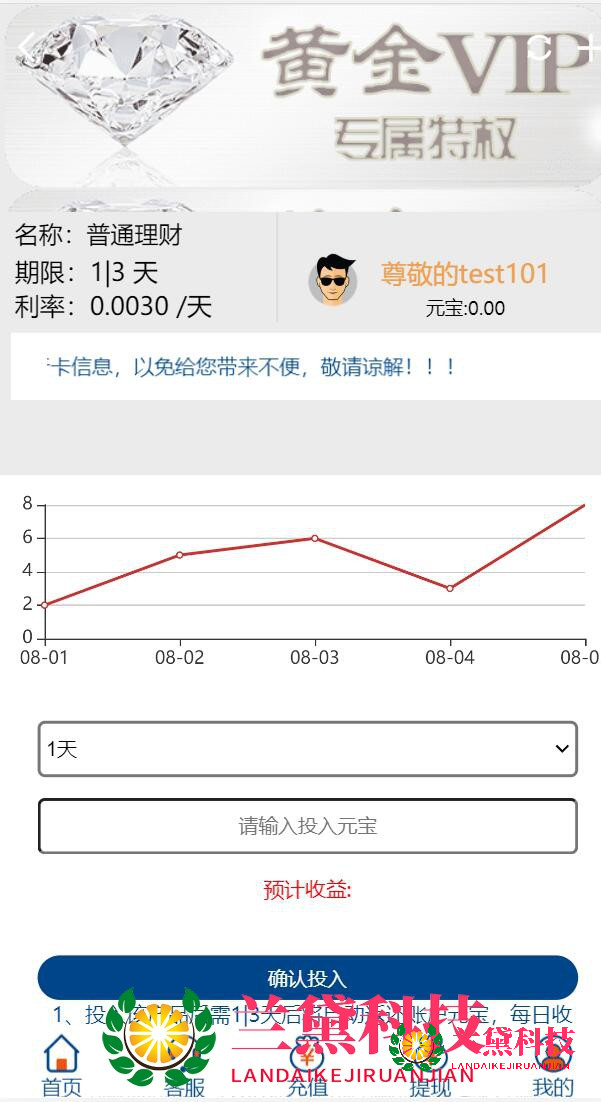 黄金VIP
专属特权
名称：普通理财
期限：1|3 天
利率：0.0030 /天
尊敬的test101
元宝:0.00
卡信息，以免给您带来不便，敬请谅解！！！
8
6
4
2
0
08-01 08-02 08-03 08-04 08-0
1天
请输入投入元宝
预计收益:
确认投入
1、投 需1|3天后将自动 元宝，每日收
兰黛科技
黛科技
LANDAIKEJIRUANJIAN
LANDAIKEJIRUANJIAN
首页 客服 充值 提现 我的